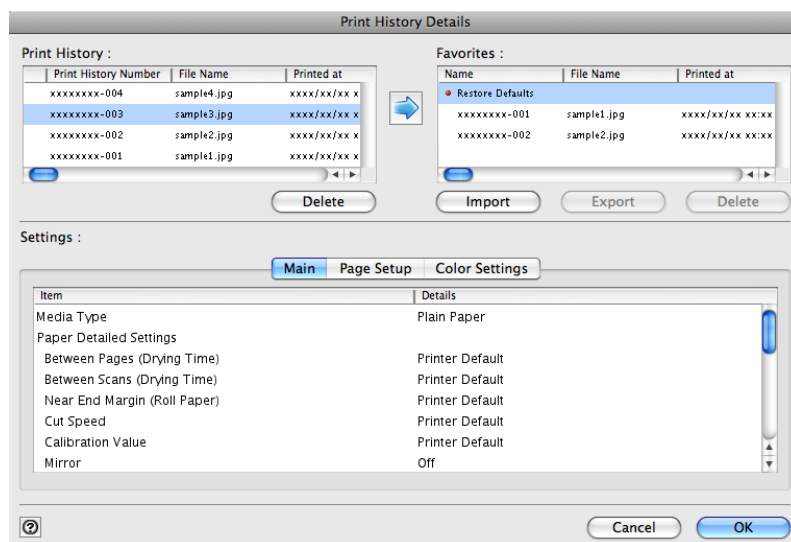 Print History Details
Print History :
Favorites :
Print History Number File Name Printed at
xxxxxxxx-004 sample4.jpg xxxx/xx/xx x
xxxxxxxx-003 sample3.jpg xxxx/xx/xx x
xxxxxxxx-002 sample2.jpg xxxx/xx/xx x
xxxxxxxx-001 sample1.jpg xxxx/xx/xx x
Name File Name Printed at
Restore Defaults
xxxxxxxx-001 sample1.jpg xxxx/xx/xx xx:xx
xxxxxxxx-002 sample2.jpg xxxx/xx/xx xx:xx
Delete
Import Export Delete
Settings :
Main Page Setup Color Settings
Item Details
Media Type Plain Paper
Paper Detailed Settings
Between Pages (Drying Time) Printer Default
Between Scans (Drying Time) Printer Default
Near End Margin (Roll Paper) Printer Default
Cut Speed Printer Default
Calibration Value Printer Default
Mirror Off
?
Cancel OK